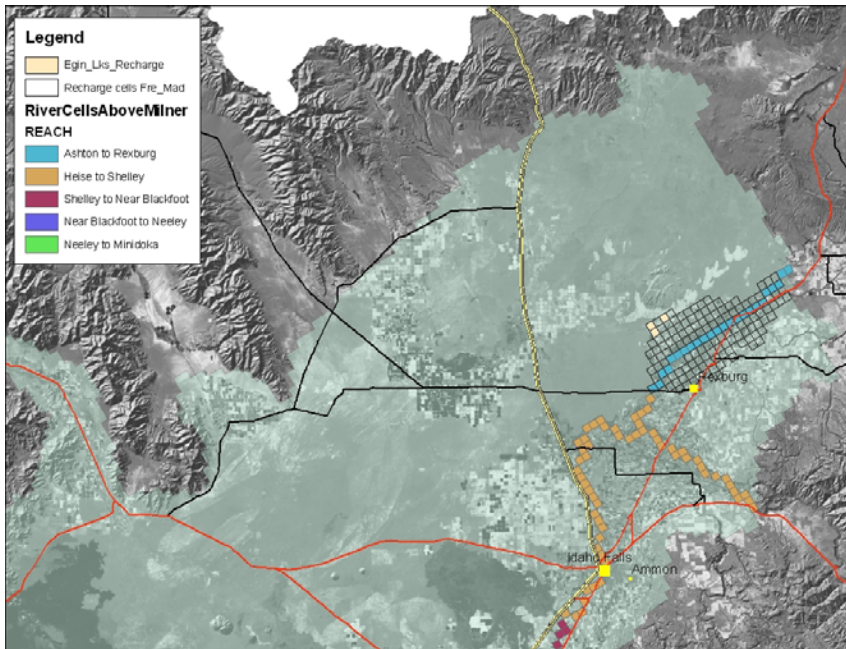 Legend
Egin_Lks_Recharge
Recharge cells Fre_Mad
RiverCellsAboveMilner
REACH
Ashton to Rexburg
Heise to Shelley
Shelley to Near Blackfoot
Near Blackfoot to Neeley
Neeley to Minidoka
Rexburg
Idaho Falls
Ammon